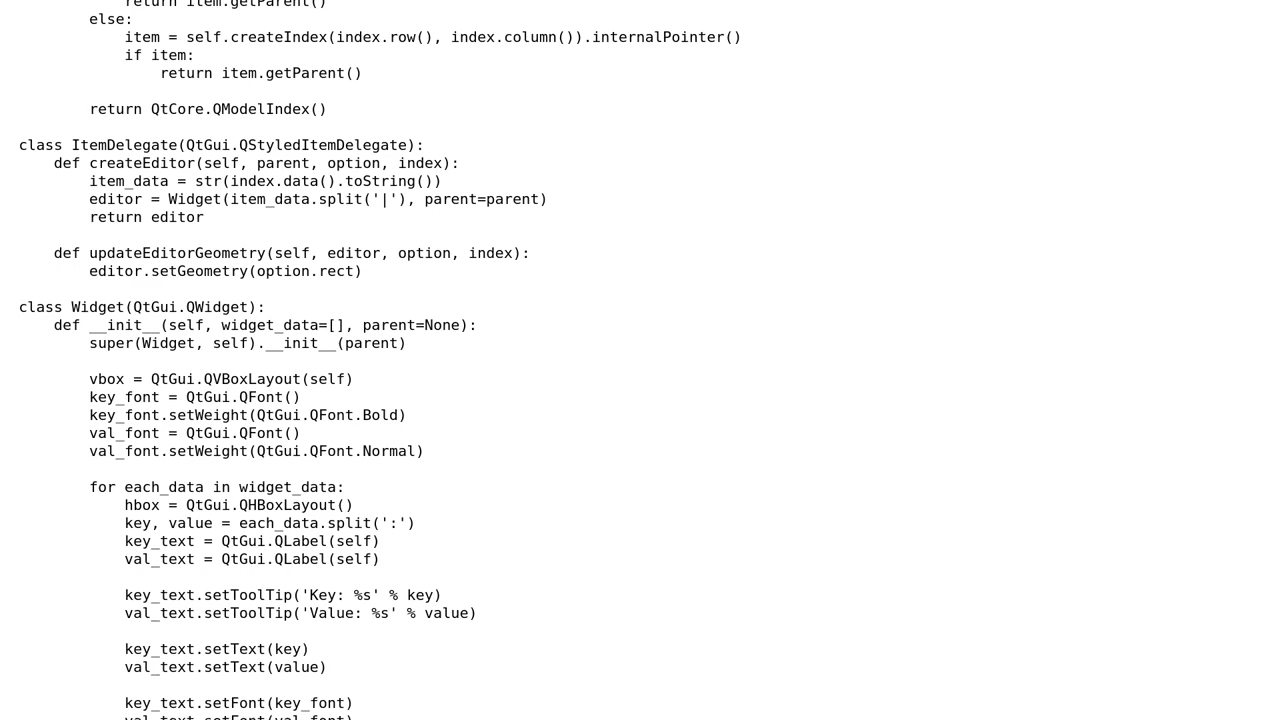 return item.getParent()
        else:
            item = self.createIndex(index.row(), index.column()).internalPointer()
            if item:
                return item.getParent()

        return QtCore.QModelIndex()

class ItemDelegate(QtGui.QStyledItemDelegate):
    def createEditor(self, parent, option, index):
        item_data = str(index.data().toString())
        editor = Widget(item_data.split('|'), parent=parent)
        return editor

    def updateEditorGeometry(self, editor, option, index):
        editor.setGeometry(option.rect)

class Widget(QtGui.QWidget):
    def __init__(self, widget_data=[], parent=None):
        super(Widget, self).__init__(parent)

        vbox = QtGui.QVBoxLayout(self)
        key_font = QtGui.QFont()
        key_font.setWeight(QtGui.QFont.Bold)
        val_font = QtGui.QFont()
        val_font.setWeight(QtGui.QFont.Normal)

        for each_data in widget_data:
            hbox = QtGui.QHBoxLayout()
            key, value = each_data.split(':')
            key_text = QtGui.QLabel(self)
            val_text = QtGui.QLabel(self)

            key_text.setToolTip('Key: %s' % key)
            val_text.setToolTip('Value: %s' % value)

            key_text.setText(key)
            val_text.setText(value)

            key_text.setFont(key_font)
            val_text.setFont(val_font)